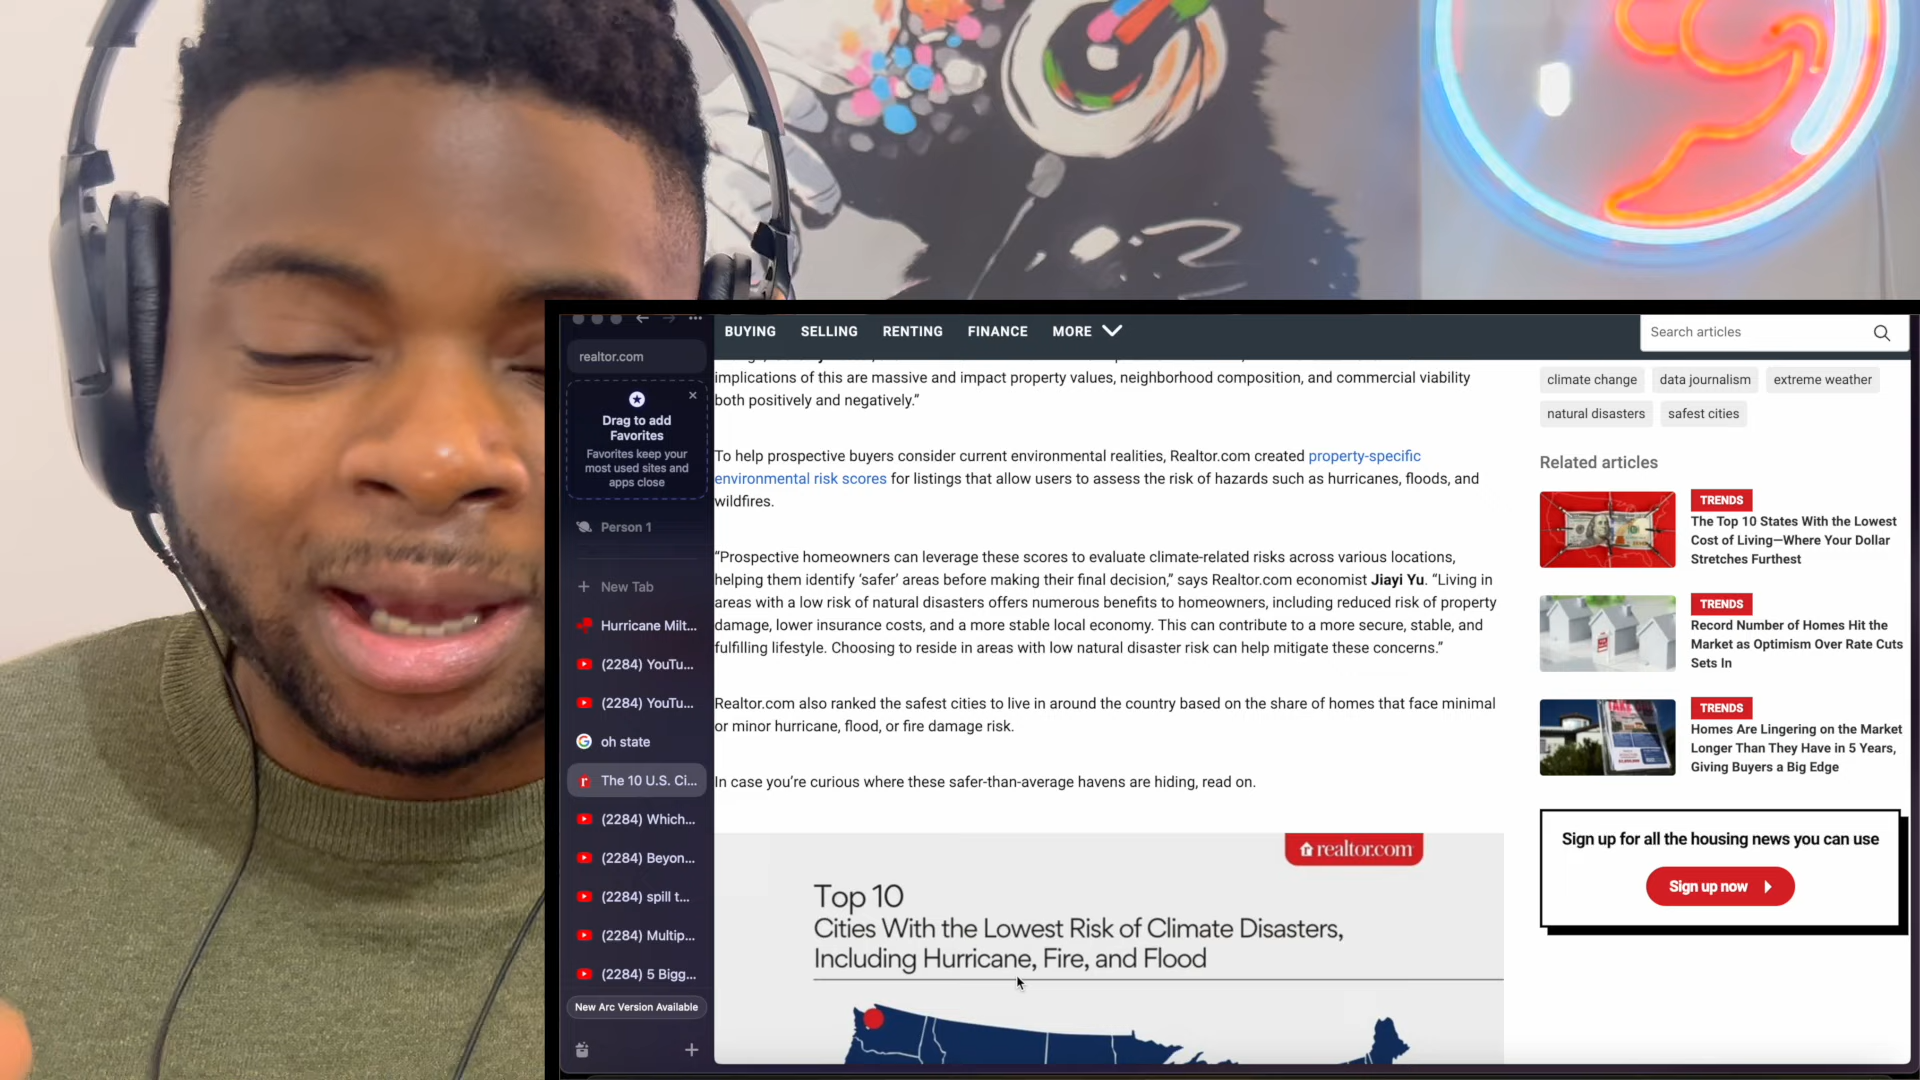 BUYING SELLING RENTING FINANCE MORE
Search articles
realtor.com
Drag to add
Favorites
Favorites keep your
most used sites and
apps close
Person 1
New Tab
Hurricane Milt...
(2284) YouTu...
(2284) YouTu...
oh state
The 10 U.S. Ci...
(2284) Which...
(2284) Beyon...
(2284) spill t...
(2284) Multip...
(2284) 5 Bigg...
New Arc Version Available
implications of this are massive and impact property values, neighborhood composition, and commercial viability
both positively and negatively.”
To help prospective buyers consider current environmental realities, Realtor.com created property-specific
environmental risk scores for listings that allow users to assess the risk of hazards such as hurricanes, floods, and
wildfires.
“Prospective homeowners can leverage these scores to evaluate climate-related risks across various locations,
helping them identify ‘safer’ areas before making their final decision,” says Realtor.com economist Jiayi Yu. “Living in
areas with a low risk of natural disasters offers numerous benefits to homeowners, including reduced risk of property
damage, lower insurance costs, and a more stable local economy. This can contribute to a more secure, stable, and
fulfilling lifestyle. Choosing to reside in areas with low natural disaster risk can help mitigate these concerns.”
Realtor.com also ranked the safest cities to live in around the country based on the share of homes that face minimal
or minor hurricane, flood, or fire damage risk.
In case you’re curious where these safer-than-average havens are hiding, read on.
realtor.com
Top 10
Cities With the Lowest Risk of Climate Disasters,
Including Hurricane, Fire, and Flood
climate change data journalism extreme weather
natural disasters safest cities
Related articles
TRENDS
The Top 10 States With the Lowest
Cost of Living—Where Your Dollar
Stretches Furthest
TRENDS
Record Number of Homes Hit the
Market as Optimism Over Rate Cuts
Sets In
TRENDS
Homes Are Lingering on the Market
Longer Than They Have in 5 Years,
Giving Buyers a Big Edge
Sign up for all the housing news you can use
Sign up now